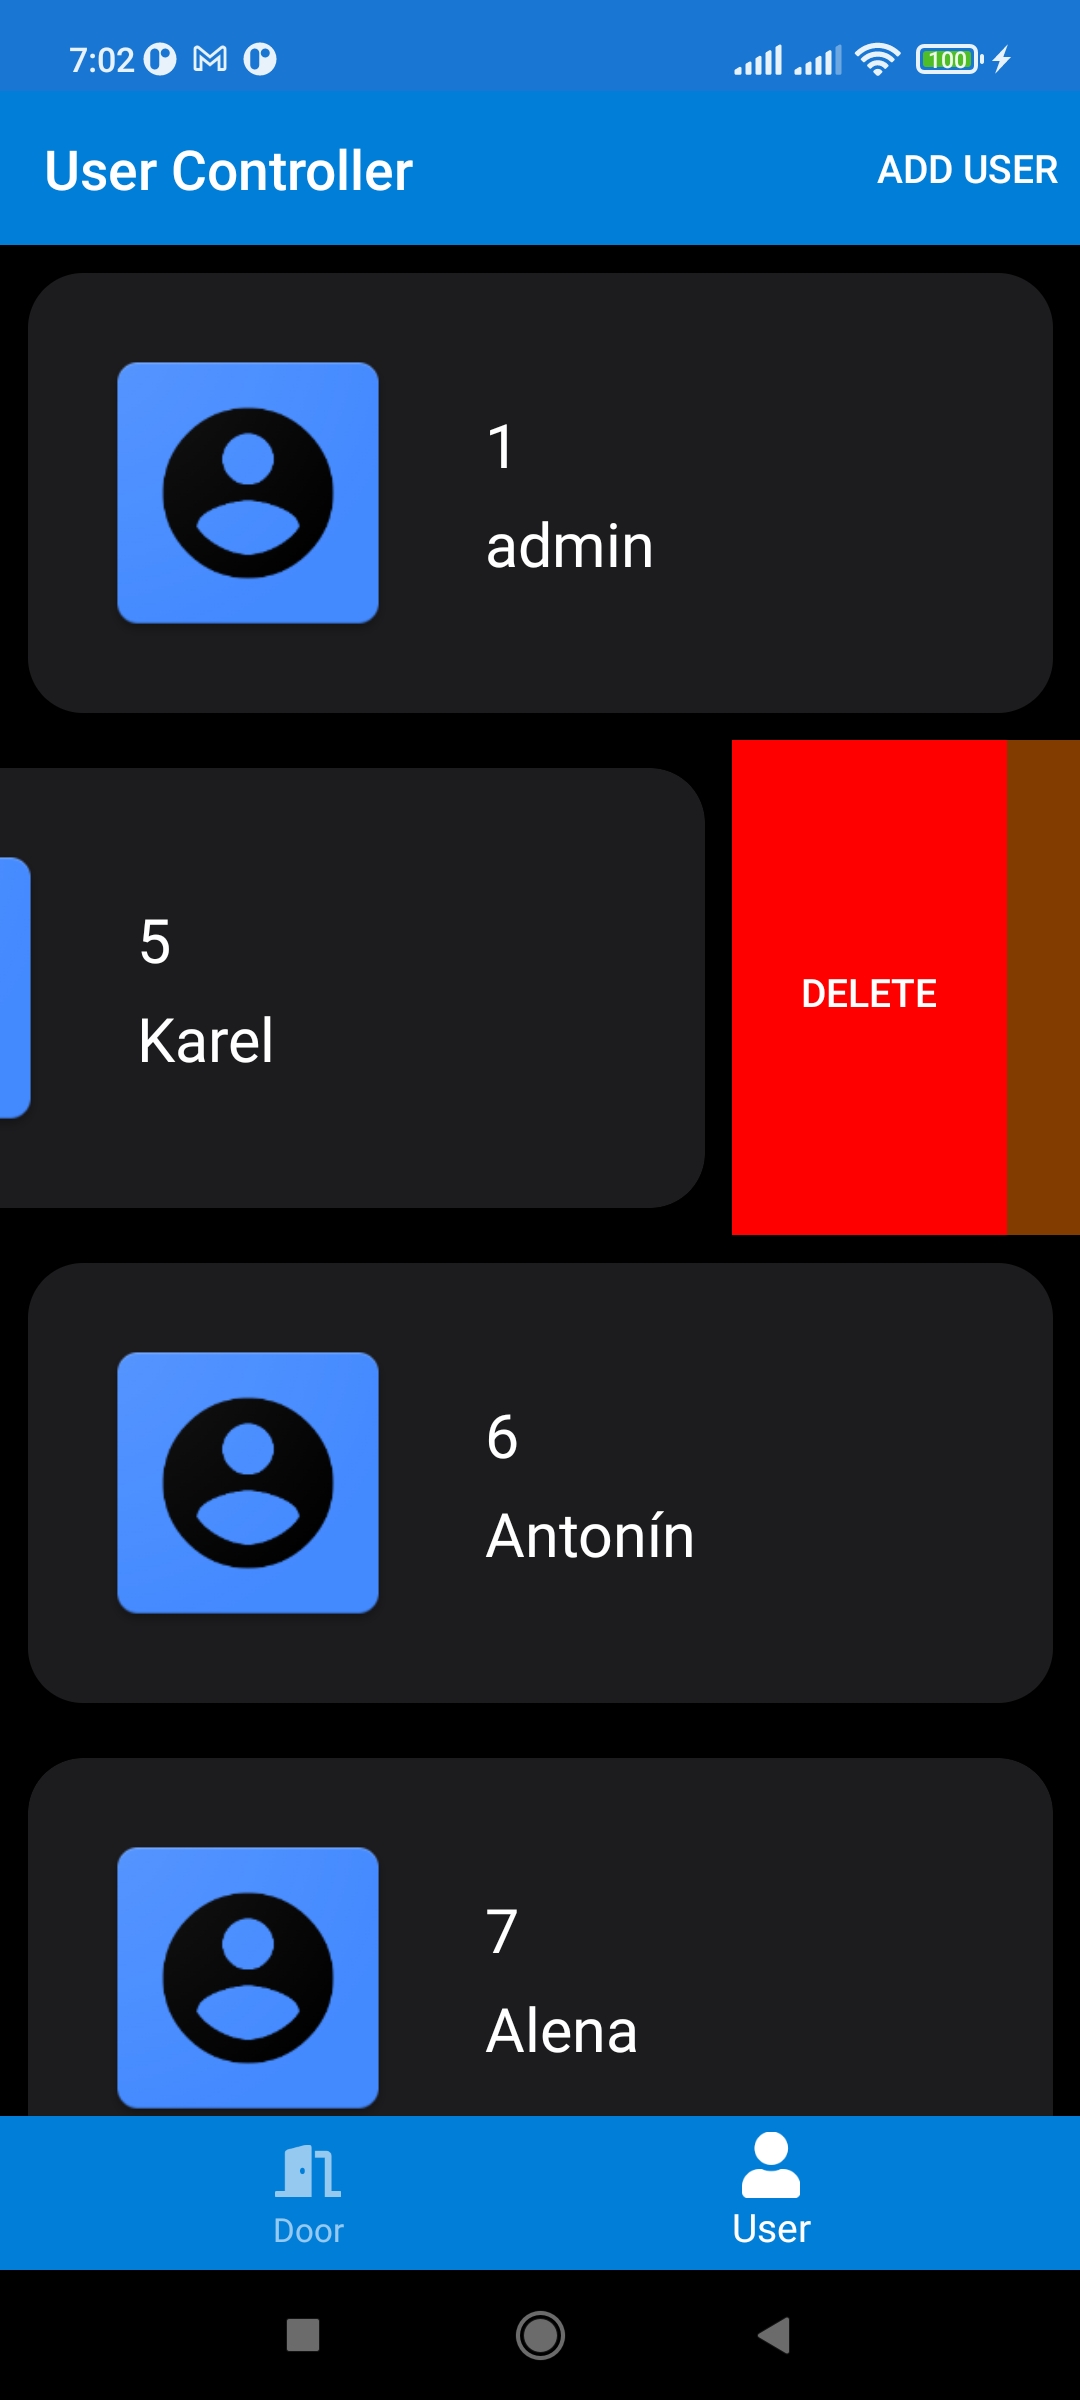 7:02
100
User Controller
ADD USER
1
admin
5
Karel
DELETE
6
Antonín
7
Alena
Door
User